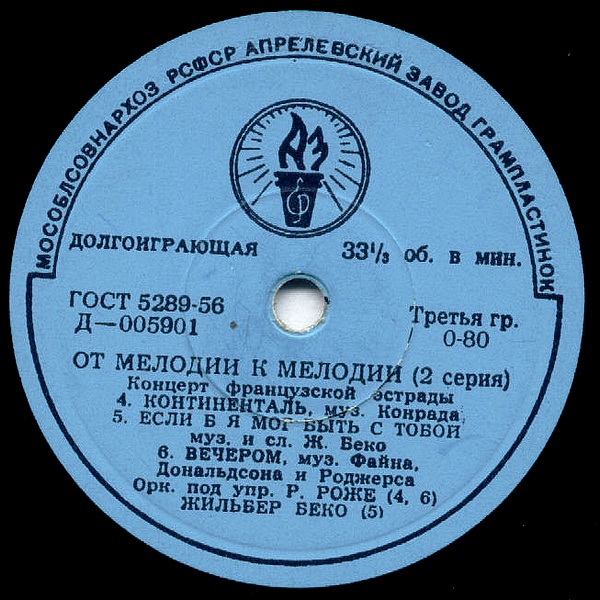 МОСОБЛСОВНАРХОЗ РСФСР АПРЕЛЕВСКИЙ ЗАВОД ГРАМПЛАСТИНОК
АЗ
ДОЛГОИГРАЮЩАЯ 33⅓ об. в мин.
ГОСТ 5289-56
Д—005901
Третья гр.
0-80
ОТ МЕЛОДИИ К МЕЛОДИИ (2 серия)
Концерт французской эстрады
4. КОНТИНЕНТАЛЬ, муз. Конрада
5. ЕСЛИ Б Я МОГ БЫТЬ С ТОБОЙ
муз. и сл. Ж. Беко
6. ВЕЧЕРОМ, муз. Файна,
Дональдсона и Роджерса
Орк. под упр. Р. РОЖЕ (4, 6)
ЖИЛЬБЕР БЕКО (5)